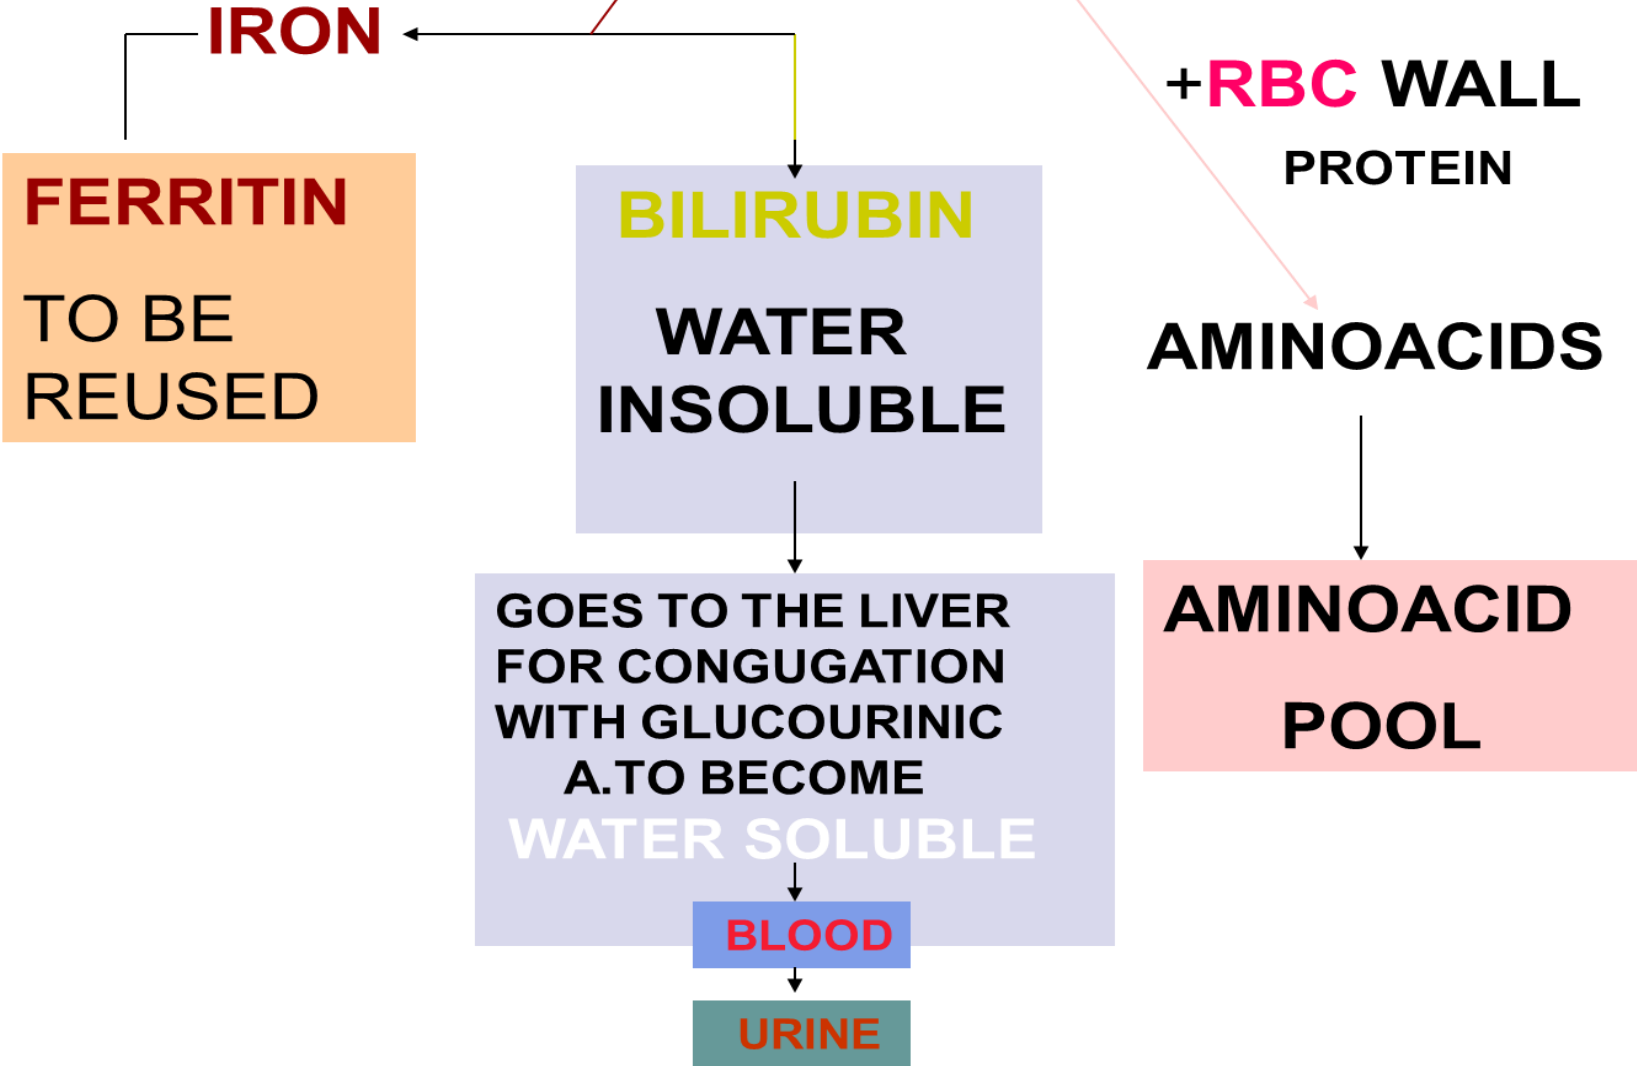 IRON
+RBC WALL
PROTEIN
FERRITIN
TO BE
REUSED
BILIRUBIN
WATER
INSOLUBLE
AMINOACIDS
AMINOACID
POOL
GOES TO THE LIVER
FOR CONGUGATION
WITH GLUCOURINIC
A.TO BECOME
WATER SOLUBLE
BLOOD
URINE